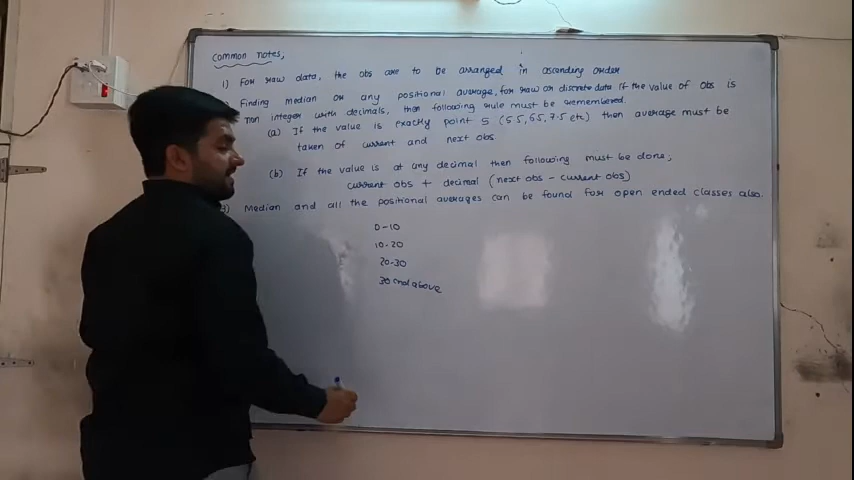 Common notes,
1) For raw data, the obs are to be arranged in ascending order
Finding median or any positional average, for raw or discrete data if the value of obs is
non integer with decimals, then following rule must be remembered.
(a) If the value is exactly point 5 (5.5, 6.5, 7.5 etc) then average must be
taken of current and next obs
(b) If the value is at any decimal then following must be done,
current obs + decimal (next obs - current obs)
Median and all the positional averages can be found for open ended classes also.
0-10
10-20
20-30
30 and above